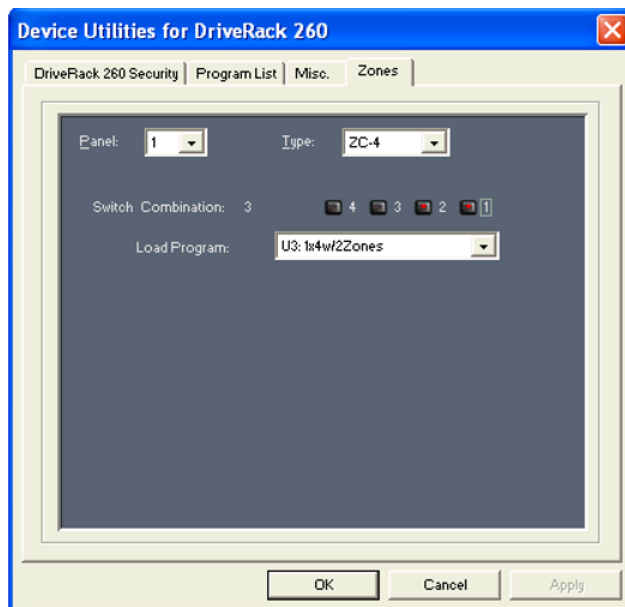 Device Utilities for DriveRack 260
DriveRack 260 Security Program List Misc. Zones
Panel: 1 Type: ZC-4
Switch Combination: 3 4 3 2 1
Load Program: U3: 1x4w/2Zones
OK Cancel Apply